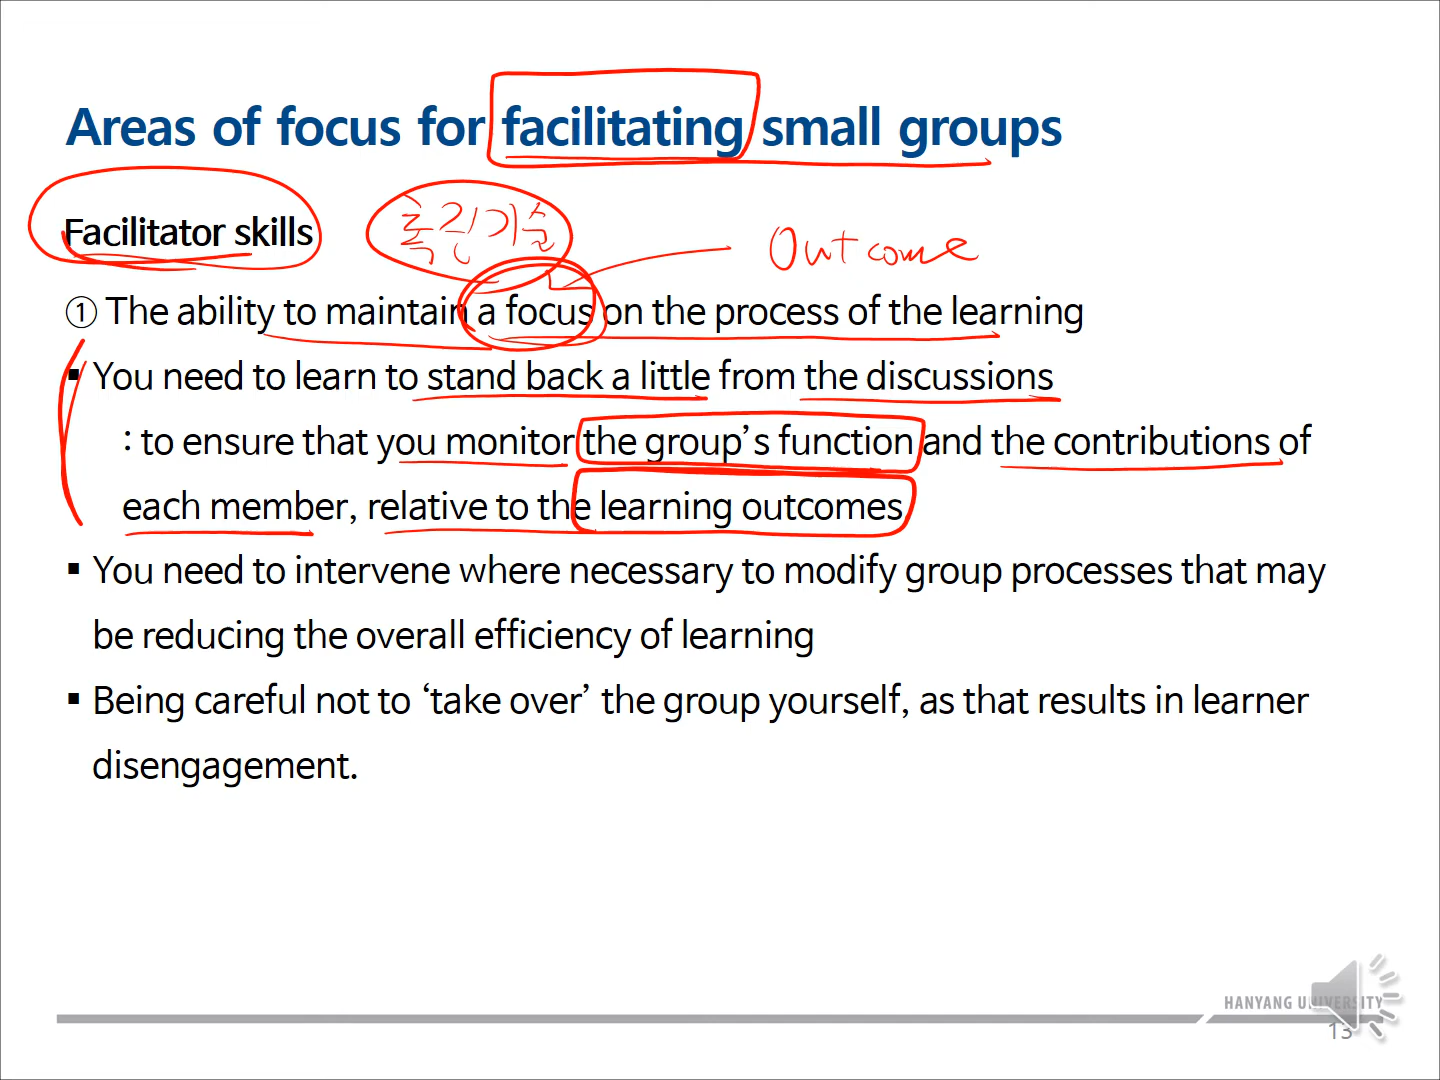 Areas of focus for facilitating small groups
Facilitator skills 촉진기술
Outcome
① The ability to maintain a focus on the process of the learning
▪ You need to learn to stand back a little from the discussions
: to ensure that you monitor the group’s function and the contributions of
each member, relative to the learning outcomes
▪ You need to intervene where necessary to modify group processes that may
be reducing the overall efficiency of learning
▪ Being careful not to ‘take over’ the group yourself, as that results in learner
disengagement.
HANYANG UNIVERSITY
13